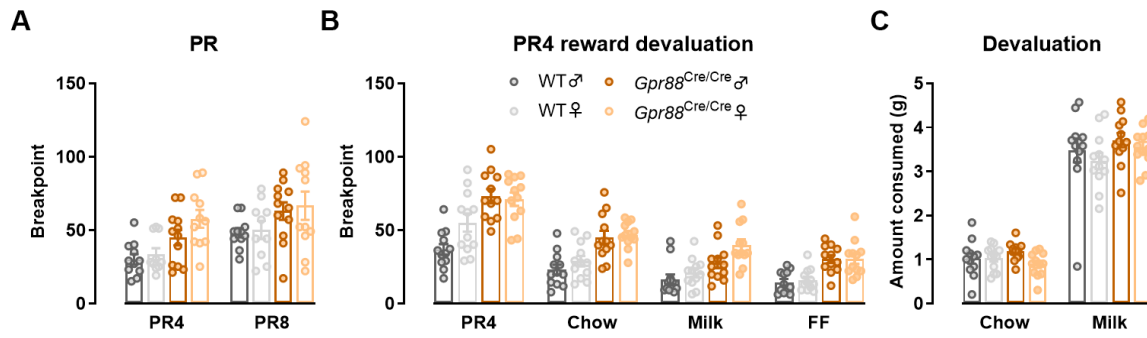 A
PR
Breakpoint
150
100
50
0
PR4 PR8
B
PR4 reward devaluation
WT♂ Gpr88Cre/Cre♂
WT♀ Gpr88Cre/Cre♀
Breakpoint
150
100
50
0
PR4 Chow Milk FF
C
Devaluation
Amount consumed (g)
5
4
3
2
1
0
Chow Milk